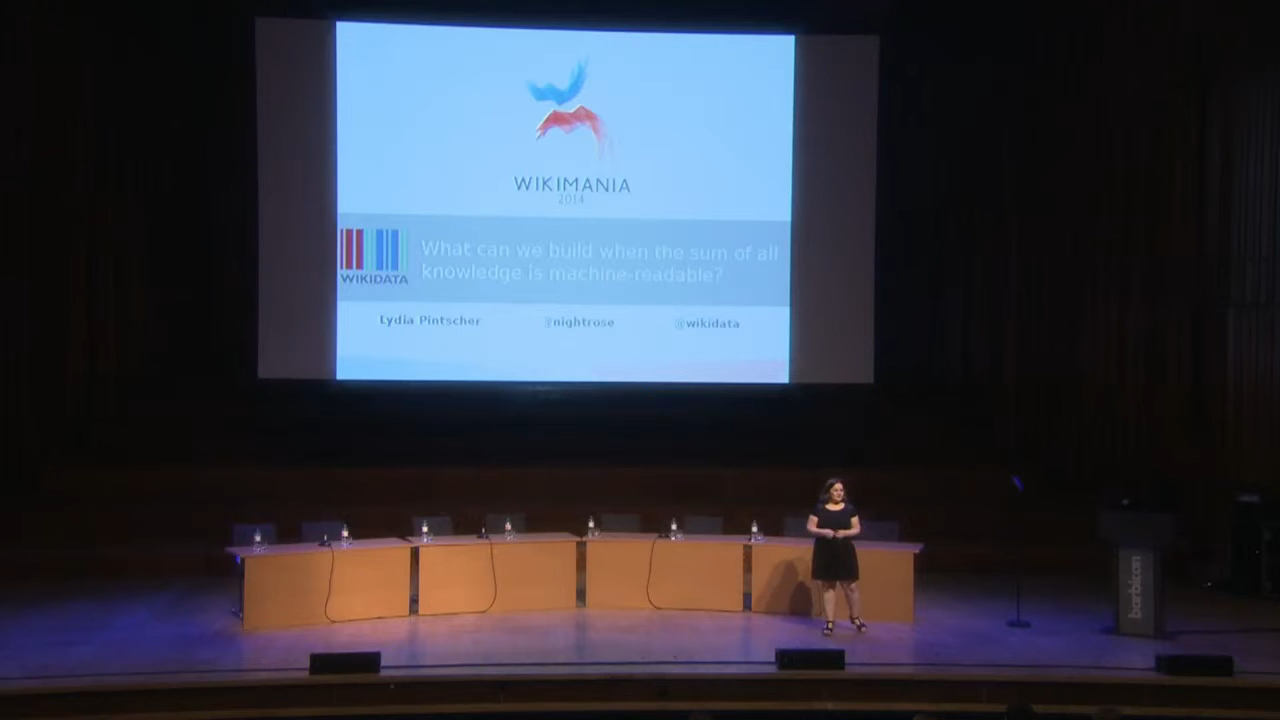 WIKIMANIA
2014
WIKIDATA
What can we build when the sum of all
knowledge is machine-readable?
Lydia Pintscher @nightrose @wikidata
barbican